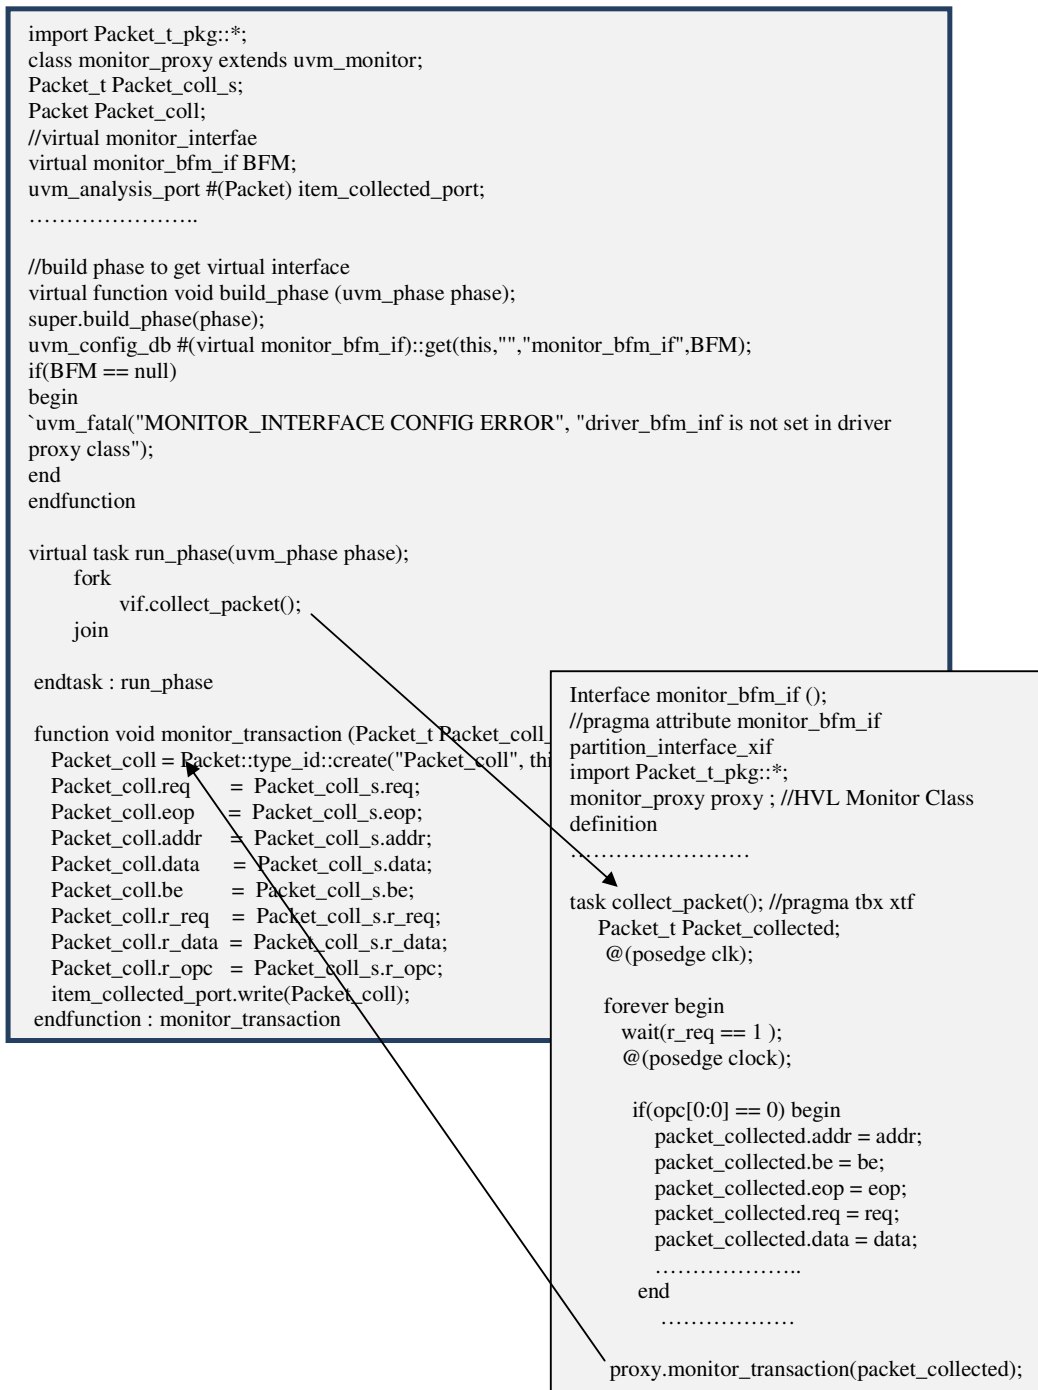 import Packet_t_pkg::*;
class monitor_proxy extends uvm_monitor;
Packet_t Packet_coll_s;
Packet Packet_coll;
//virtual monitor_interfae
virtual monitor_bfm_if BFM;
uvm_analysis_port #(Packet) item_collected_port;
…………………..
//build phase to get virtual interface
virtual function void build_phase (uvm_phase phase);
super.build_phase(phase);
uvm_config_db #(virtual monitor_bfm_if)::get(this,"","monitor_bfm_if",BFM);
if(BFM == null)
begin
`uvm_fatal("MONITOR_INTERFACE CONFIG ERROR", "driver_bfm_inf is not set in driver
proxy class");
end
endfunction
virtual task run_phase(uvm_phase phase);
fork
vif.collect_packet();
join
endtask : run_phase
function void monitor_transaction (Packet_t Packet_coll_
Packet_coll = Packet::type_id::create("Packet_coll", thi
Packet_coll.req = Packet_coll_s.req;
Packet_coll.eop = Packet_coll_s.eop;
Packet_coll.addr = Packet_coll_s.addr;
Packet_coll.data = Packet_coll_s.data;
Packet_coll.be = Packet_coll_s.be;
Packet_coll.r_req = Packet_coll_s.r_req;
Packet_coll.r_data = Packet_coll_s.r_data;
Packet_coll.r_opc = Packet_coll_s.r_opc;
item_collected_port.write(Packet_coll);
endfunction : monitor_transaction
Interface monitor_bfm_if ();
//pragma attribute monitor_bfm_if
partition_interface_xif
import Packet_t_pkg::*;
monitor_proxy proxy ; //HVL Monitor Class
definition
……………………
task collect_packet(); //pragma tbx xtf
Packet_t Packet_collected;
@(posedge clk);
forever begin
wait(r_req == 1 );
@(posedge clock);
if(opc[0:0] == 0) begin
packet_collected.addr = addr;
packet_collected.be = be;
packet_collected.eop = eop;
packet_collected.req = req;
packet_collected.data = data;
………………..
end
………………
proxy.monitor_transaction(packet_collected);